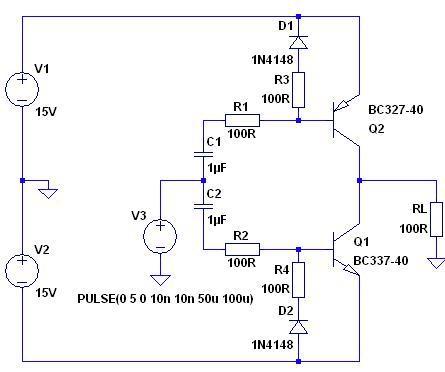 D1
V1
1N4148
R3
100R
BC327-40
R1
Q2
15V
100R
C1
1µF
C2
1µF
RL
V3
100R
V2
R2
Q1
100R
BC337-40
R4
15V
100R
PULSE(0 5 0 10n 10n 50u 100u)
D2
1N4148